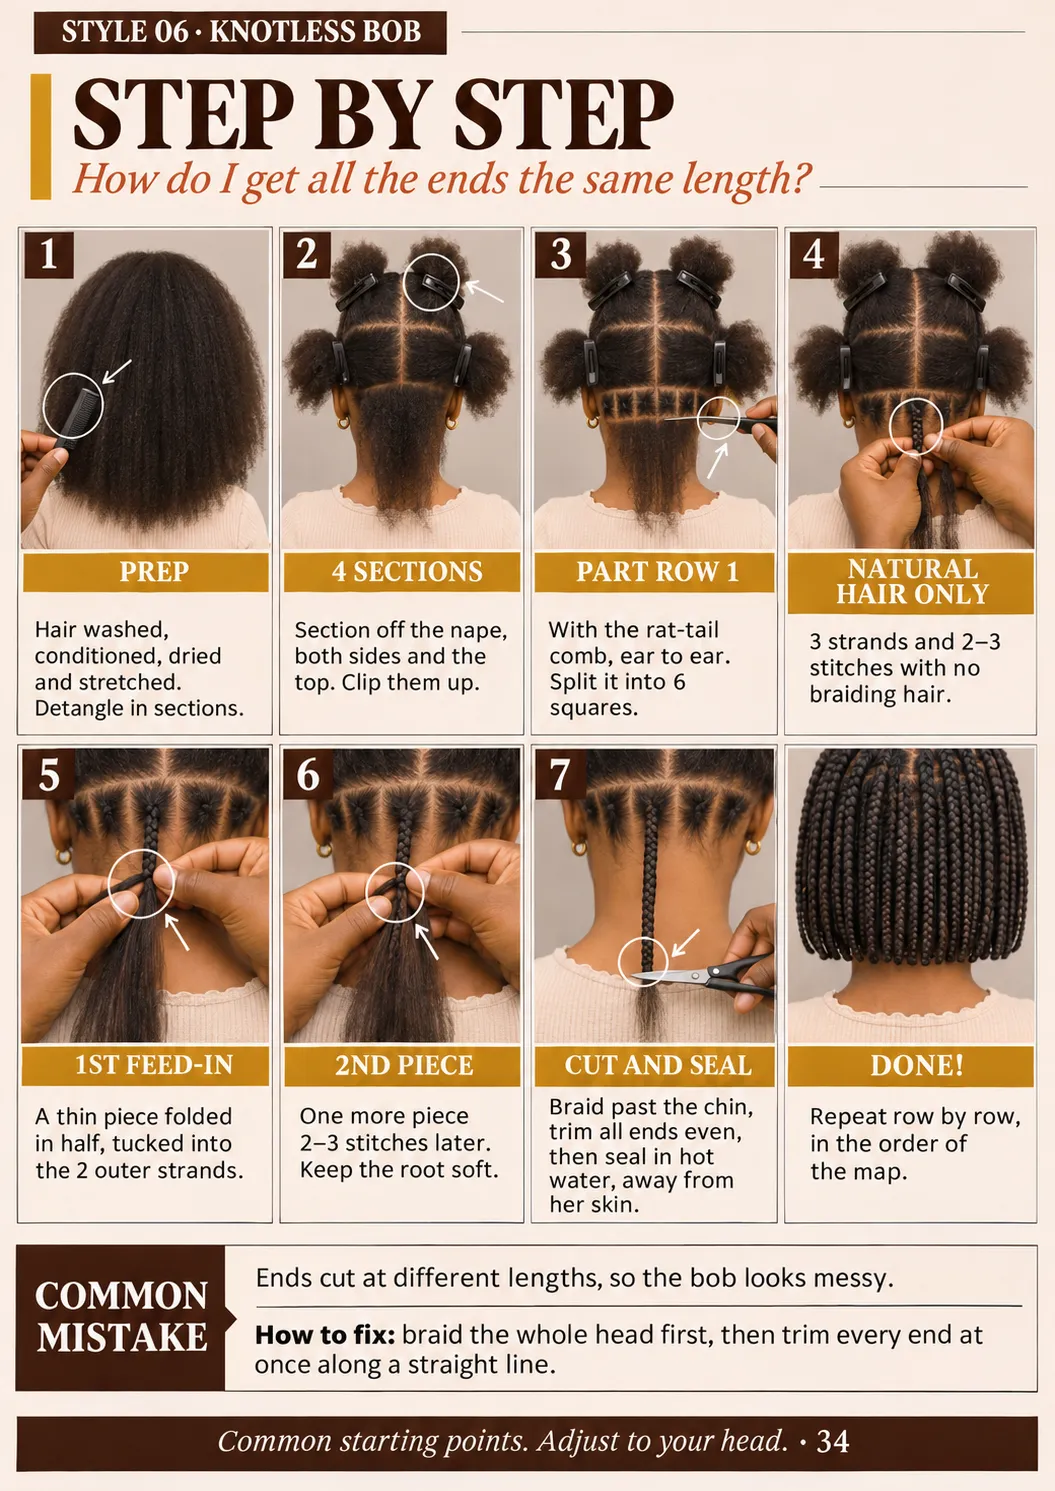 STYLE 06 · KNOTLESS BOB
STEP BY STEP
How do I get all the ends the same length?
1
PREP
Hair washed,
conditioned, dried
and stretched.
Detangle in sections.
2
4 SECTIONS
Section off the nape,
both sides and the
top. Clip them up.
3
PART ROW 1
With the rat-tail
comb, ear to ear.
Split it into 6
squares.
4
NATURAL
HAIR ONLY
3 strands and 2–3
stitches with no
braiding hair.
5
1ST FEED-IN
A thin piece folded
in half, tucked into
the 2 outer strands.
6
2ND PIECE
One more piece
2–3 stitches later.
Keep the root soft.
7
CUT AND SEAL
Braid past the chin,
trim all ends even,
then seal in hot
water, away from
her skin.
DONE!
Repeat row by row,
in the order of
the map.
COMMON
MISTAKE
Ends cut at different lengths, so the bob looks messy.
How to fix: braid the whole head first, then trim every end at
once along a straight line.
Common starting points. Adjust to your head. · 34